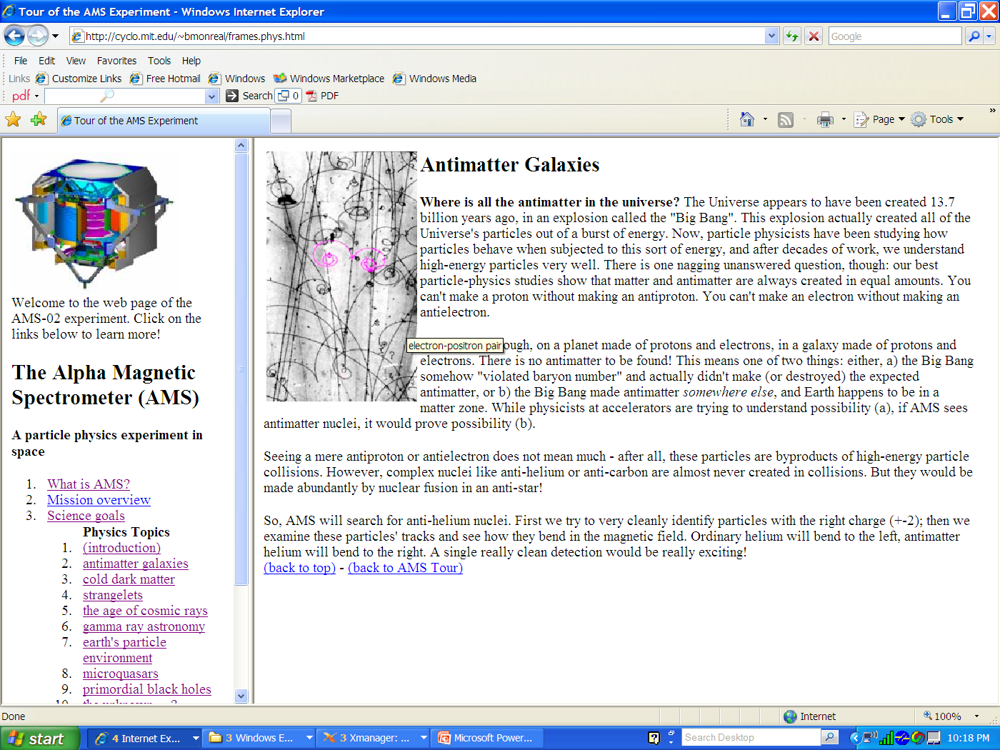 Tour of the AMS Experiment - Windows Internet Explorer
http://cyclo.mit.edu/~bmonreal/frames.phys.html
Google
File Edit View Favorites Tools Help
Links Customize Links Free Hotmail Windows Windows Marketplace Windows Media
pdf Search 0 PDF
Tour of the AMS Experiment
Page Tools »
Welcome to the web page of the
AMS-02 experiment. Click on the
links below to learn more!
The Alpha Magnetic
Spectrometer (AMS)
A particle physics experiment in
space
1. What is AMS?
2. Mission overview
3. Science goals
Physics Topics
1. (introduction)
2. antimatter galaxies
3. cold dark matter
4. strangelets
5. the age of cosmic rays
6. gamma ray astronomy
7. earth's particle
environment
8. microquasars
9. primordial black holes
Antimatter Galaxies
Where is all the antimatter in the universe? The Universe appears to have been created 13.7
billion years ago, in an explosion called the "Big Bang". This explosion actually created all of the
Universe's particles out of a burst of energy. Now, particle physicists have been studying how
particles behave when subjected to this sort of energy, and after decades of work, we understand
high-energy particles very well. There is one nagging unanswered question, though: our best
particle-physics studies show that matter and antimatter are always created in equal amounts. You
can't make a proton without making an antiproton. You can't make an electron without making an
antielectron.
electron-positron pair
ough, on a planet made of protons and electrons, in a galaxy made of protons and
electrons. There is no antimatter to be found! This means one of two things: either, a) the Big Bang
somehow "violated baryon number" and actually didn't make (or destroyed) the expected
antimatter, or b) the Big Bang made antimatter somewhere else, and Earth happens to be in a
matter zone. While physicists at accelerators are trying to understand possibility (a), if AMS sees
antimatter nuclei, it would prove possibility (b).
Seeing a mere antiproton or antielectron does not mean much - after all, these particles are byproducts of high-energy particle
collisions. However, complex nuclei like anti-helium or anti-carbon are almost never created in collisions. But they would be
made abundantly by nuclear fusion in an anti-star!
So, AMS will search for anti-helium nuclei. First we try to very cleanly identify particles with the right charge (+-2); then we
examine these particles' tracks and see how they bend in the magnetic field. Ordinary helium will bend to the left, antimatter
helium will bend to the right. A single really clean detection would be really exciting!
(back to top) - (back to AMS Tour)
Done Internet 100%
start 4 Internet Ex... 3 Windows E... 3 Xmanager: ... Microsoft Power... Search Desktop 10:18 PM